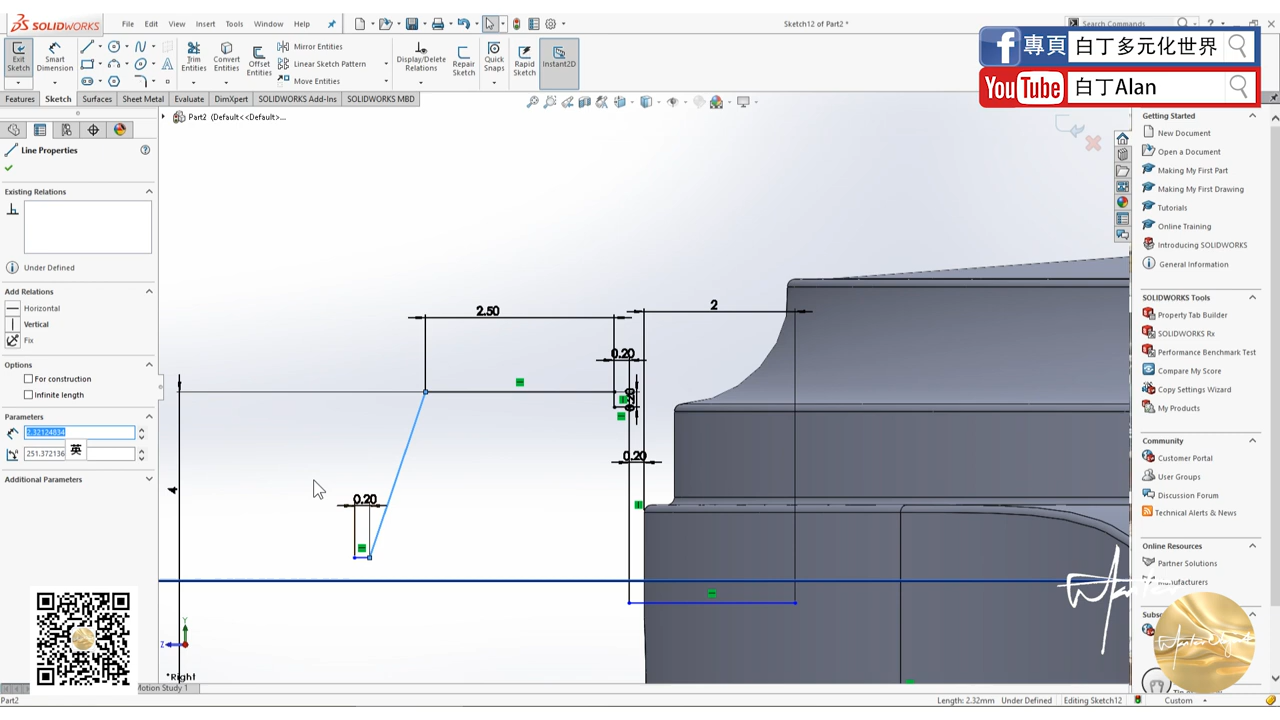 SOLIDWORKS
File Edit View Insert Tools Window Help
Sketch12 of Part2 *
Search Commands
專頁 白丁多元化世界
YouTube 白丁Alan
Exit Sketch
Smart Dimension
Trim Entities
Convert Entities
Offset Entities
Mirror Entities
Linear Sketch Pattern
Move Entities
Display/Delete Relations
Repair Sketch
Quick Snaps
Rapid Sketch
Instant2D
Features Sketch Surfaces Sheet Metal Evaluate DimXpert SOLIDWORKS Add-Ins SOLIDWORKS MBD
Part2 (Default<<Default>...
Line Properties
Existing Relations
Under Defined
Add Relations
Horizontal
Vertical
Fix
Options
For construction
Infinite length
Parameters
2.32124834
251.372136
英
Additional Parameters
2.50
2
0.20
0.20
0.20
0.20
4
Y
Z
*Right
Getting Started
New Document
Open a Document
Making My First Part
Making My First Drawing
Tutorials
Online Training
Introducing SOLIDWORKS
General Information
SOLIDWORKS Tools
Property Tab Builder
SOLIDWORKS Rx
Performance Benchmark Test
Compare My Score
Copy Settings Wizard
My Products
Community
Customer Portal
User Groups
Discussion Forum
Technical Alerts & News
Online Resources
Partner Solutions
Manufacturers
Motion Study 1
Part2
Length: 2.32mm Under Defined Editing Sketch12 Custom